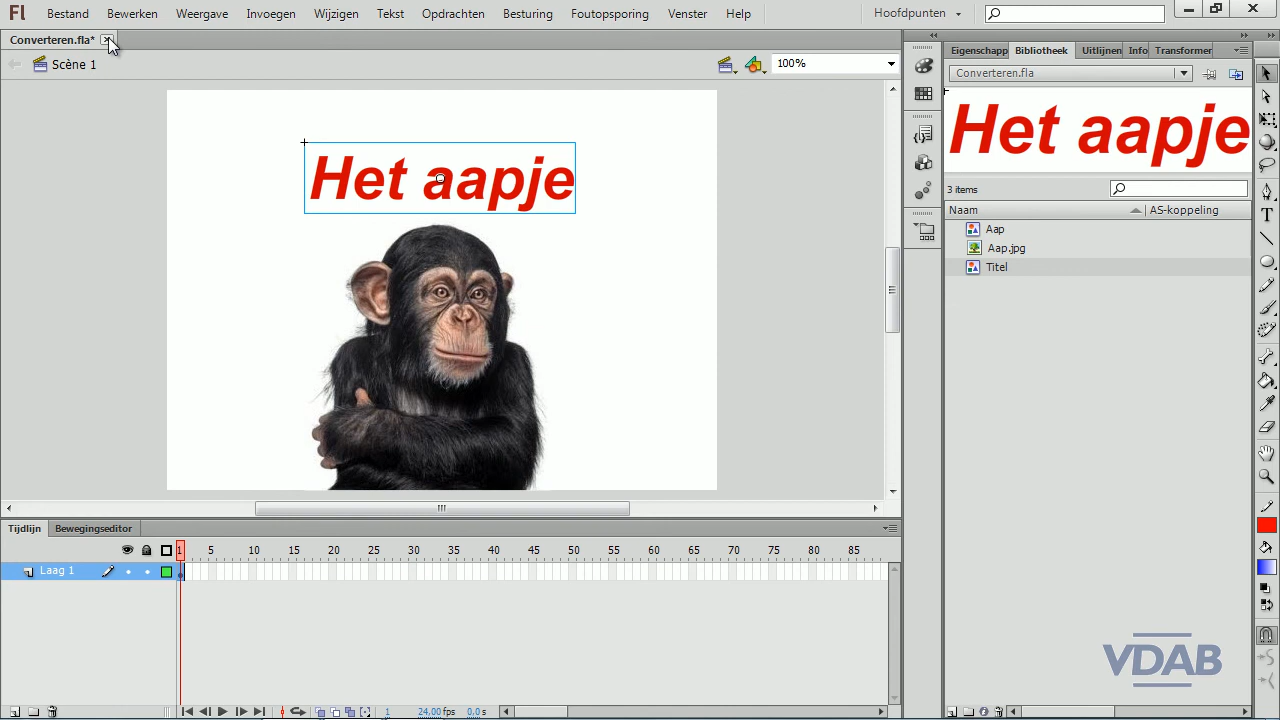 Fl Bestand Bewerken Weergave Invoegen Wijzigen Tekst Opdrachten Besturing Foutopsporing Venster Help Hoofdpunten
Converteren.fla*
Scène 1
100%
Het aapje
Eigenschapp Bibliotheek Uitlijnen Info Transformer
Converteren.fla
Het aapje
3 items
Naam AS-koppeling
Aap
Aap.jpg
Titel
Tijdlijn Bewegingseditor
1 5 10 15 20 25 30 35 40 45 50 55 60 65 70 75 80 85
Laag 1
1 24,00 fps 0,0 s
VDAB